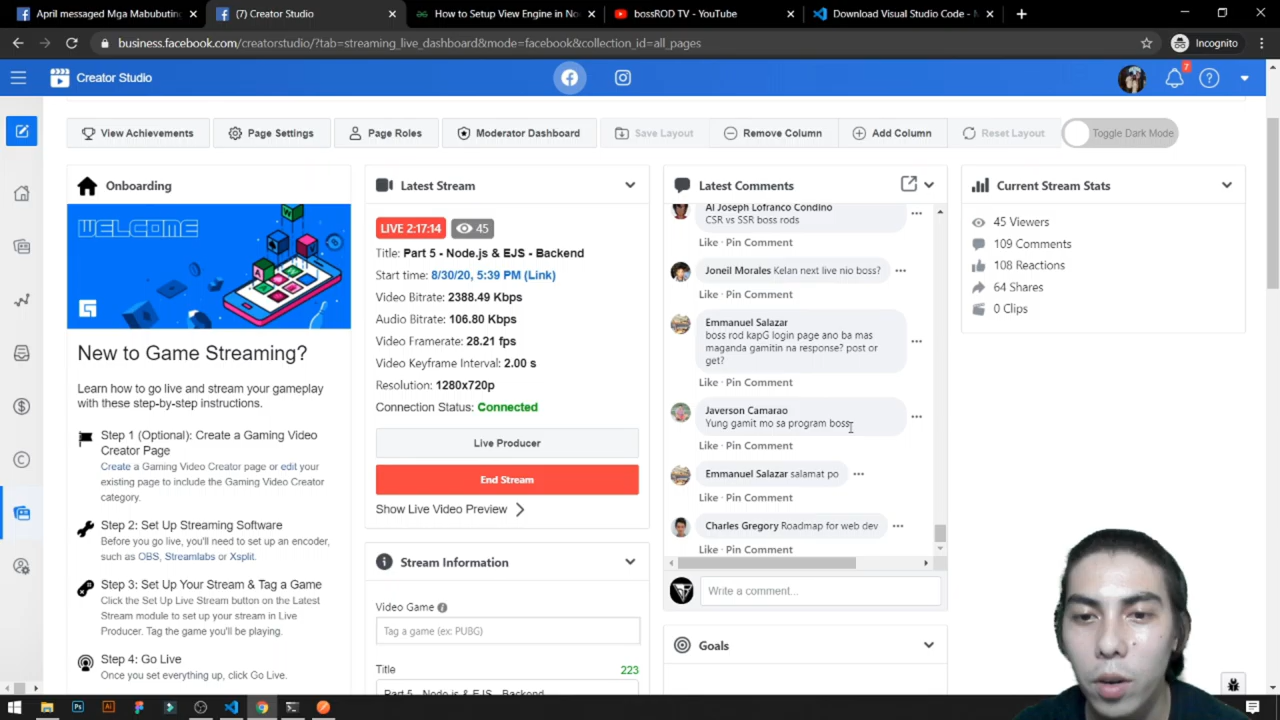 April messaged Mga Mabubuting
(7) Creator Studio
How to Setup View Engine in No
bossROD TV - YouTube
Download Visual Studio Code - M
business.facebook.com/creatorstudio/?tab=streaming_live_dashboard&mode=facebook&collection_id=all_pages
Incognito
Creator Studio
7
View Achievements
Page Settings
Page Roles
Moderator Dashboard
Save Layout
Remove Column
Add Column
Reset Layout
Toggle Dark Mode
Onboarding
WELCOME
New to Game Streaming?
Learn how to go live and stream your gameplay
with these step-by-step instructions.
Step 1 (Optional): Create a Gaming Video
Creator Page
Create a Gaming Video Creator page or edit your
existing page to include the Gaming Video Creator
category.
Step 2: Set Up Streaming Software
Before you go live, you'll need to set up an encoder,
such as OBS, Streamlabs or Xsplit.
Step 3: Set Up Your Stream & Tag a Game
Click the Set Up Live Stream button on the Latest
Stream module to set up your stream in Live
Producer. Tag the game you'll be playing.
Step 4: Go Live
Once you set everything up, click Go Live.
Latest Stream
LIVE 2:17:14 45
Title: Part 5 - Node.js & EJS - Backend
Start time: 8/30/20, 5:39 PM (Link)
Video Bitrate: 2388.49 Kbps
Audio Bitrate: 106.80 Kbps
Video Framerate: 28.21 fps
Video Keyframe Interval: 2.00 s
Resolution: 1280x720p
Connection Status: Connected
Live Producer
End Stream
Show Live Video Preview
Stream Information
Video Game
Tag a game (ex: PUBG)
Title 223
Part 5 - Node.js & EJS - Backend
Latest Comments
Al Joseph Lofranco Condino
CSR vs SSR boss rods
Like · Pin Comment
Joneil Morales Kelan next live nio boss?
Like · Pin Comment
Emmanuel Salazar
boss rod kapG login page ano ba mas
maganda gamitin na response? post or
get?
Like · Pin Comment
Javerson Camarao
Yung gamit mo sa program boss
Like · Pin Comment
Emmanuel Salazar salamat po
Like · Pin Comment
Charles Gregory Roadmap for web dev
Like · Pin Comment
Write a comment...
Goals
Current Stream Stats
45 Viewers
109 Comments
108 Reactions
64 Shares
0 Clips